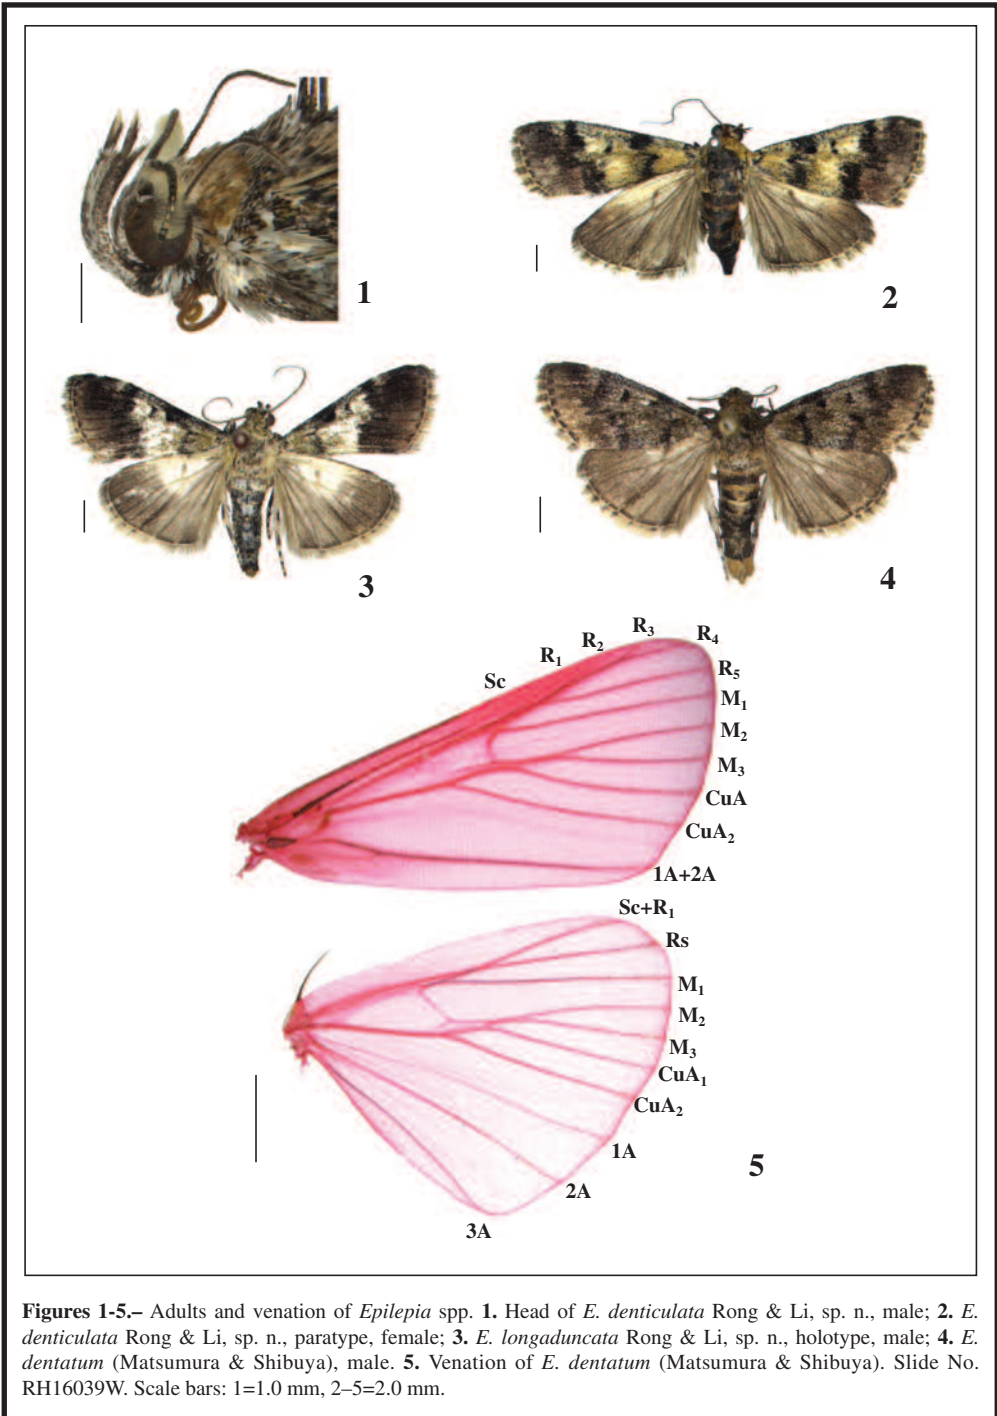 1
2
3
4
R₃
R₄
R₂
R₁
R₅
Sc
M₁
M₂
M₃
CuA
CuA₂
1A+2A
Sc+R₁
Rs
M₁
M₂
M₃
CuA₁
CuA₂
1A
5
2A
3A
Figures 1-5.– Adults and venation of Epilepia spp. 1. Head of E. denticulata Rong & Li, sp. n., male; 2. E.
denticulata Rong & Li, sp. n., paratype, female; 3. E. longaduncata Rong & Li, sp. n., holotype, male; 4. E.
dentatum (Matsumura & Shibuya), male. 5. Venation of E. dentatum (Matsumura & Shibuya). Slide No.
RH16039W. Scale bars: 1=1.0 mm, 2–5=2.0 mm.